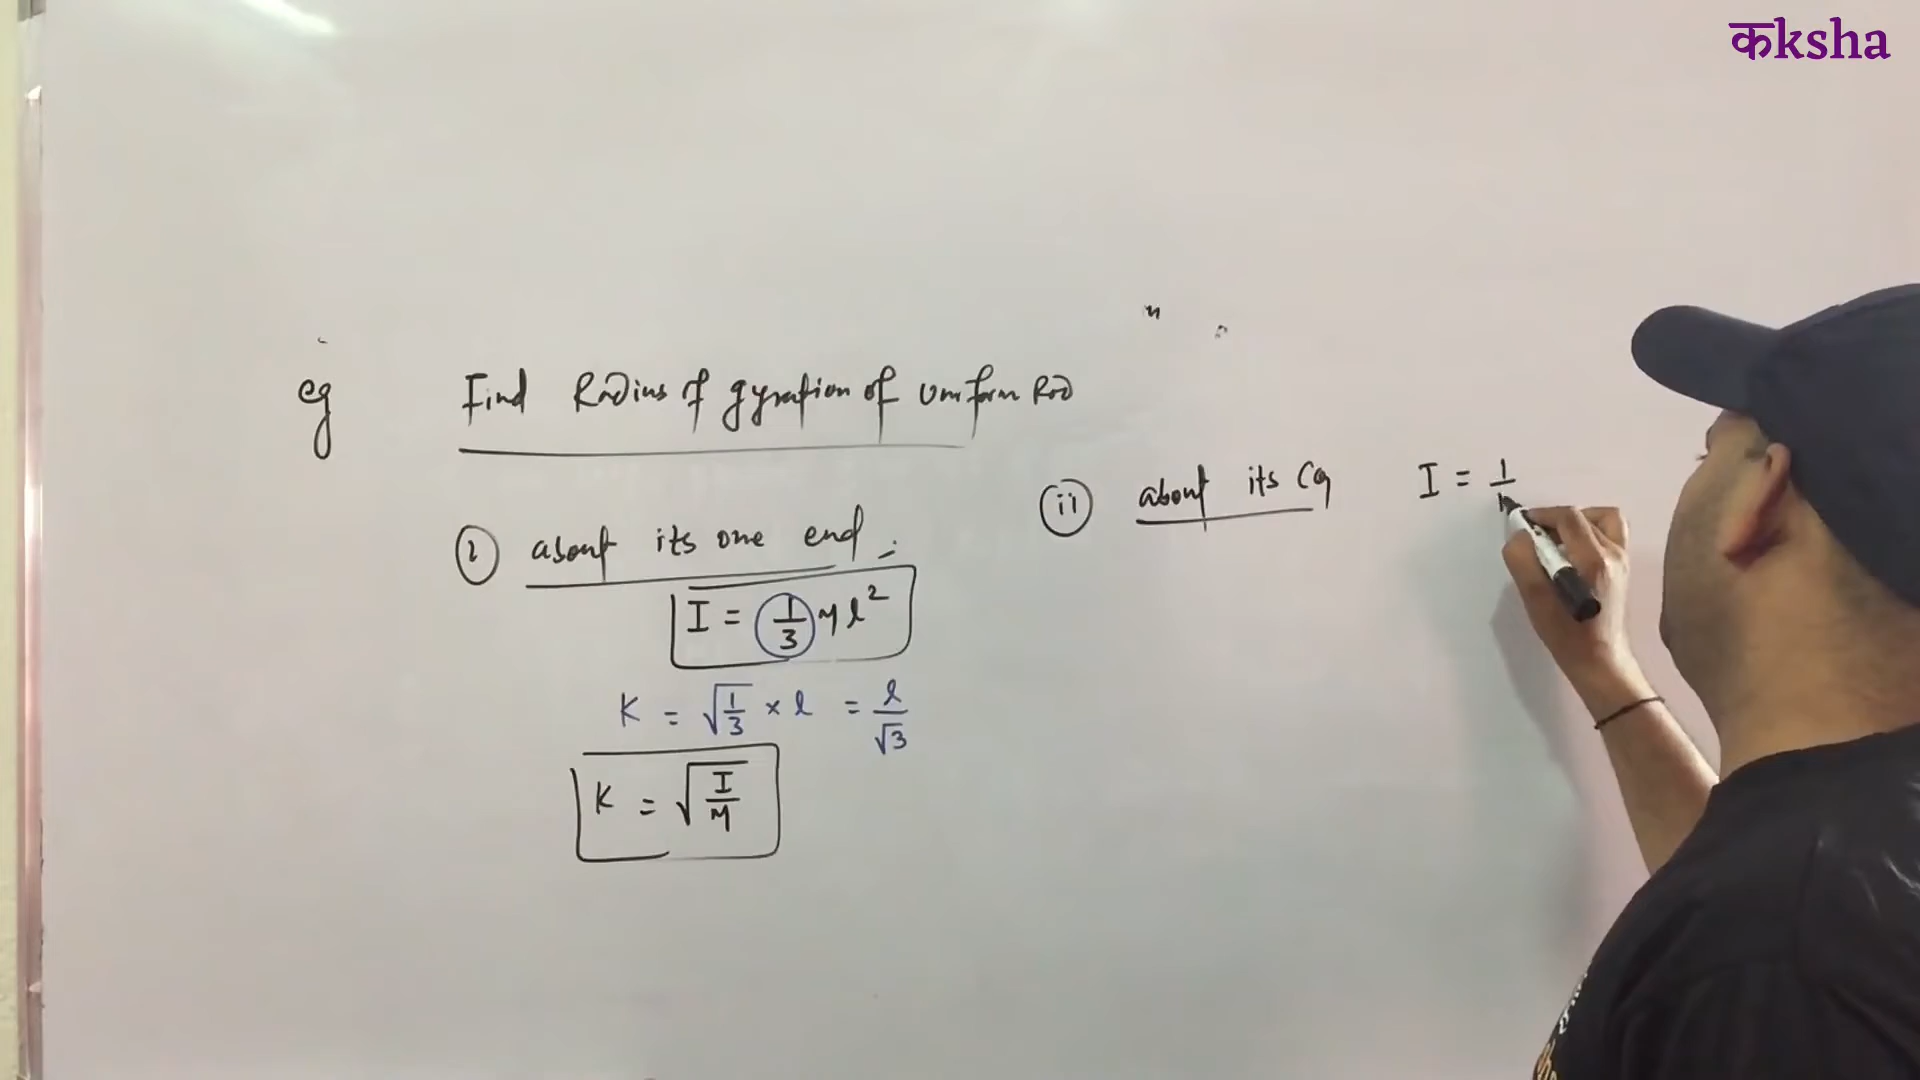 कksha
eg Find Radius of gyration of Uniform Rod
i about its one end
I = 1/3 Ml²
K = √(1/3) × l = l/√3
K = √(I/M)
ii about its CG I = 1/1